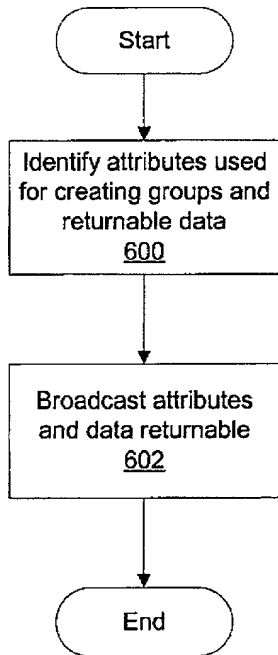 Start
Identify attributes used
for creating groups and
returnable data
600
Broadcast attributes
and data returnable
602
End